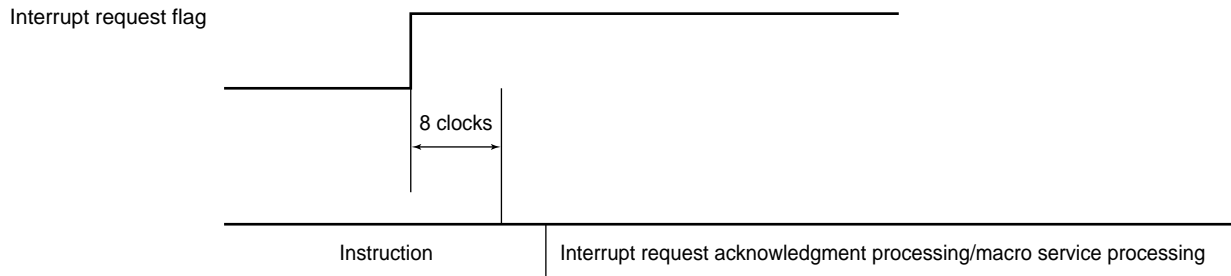 Interrupt request flag
8 clocks
Instruction
Interrupt request acknowledgment processing/macro service processing